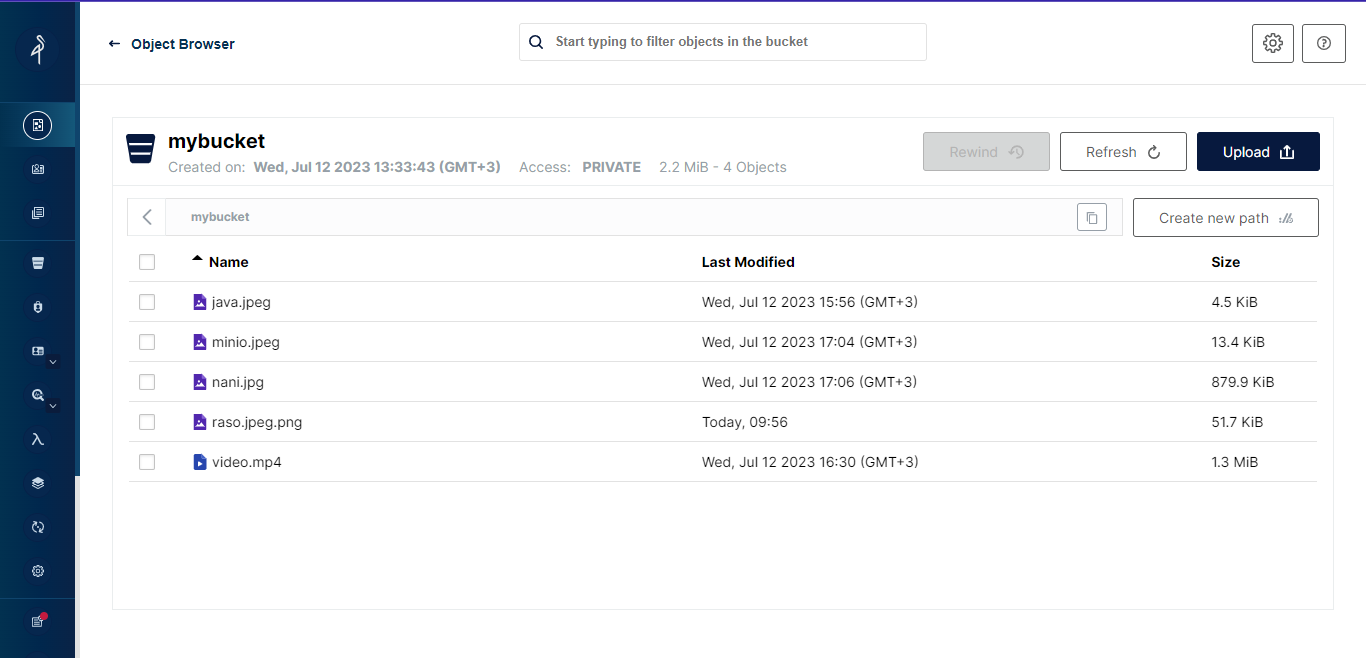 Object Browser
Start typing to filter objects in the bucket
mybucket
Created on: Wed, Jul 12 2023 13:33:43 (GMT+3) Access: PRIVATE 2.2 MiB - 4 Objects
Rewind Refresh Upload
mybucket
Create new path
Name Last Modified Size
java.jpeg Wed, Jul 12 2023 15:56 (GMT+3) 4.5 KiB
minio.jpeg Wed, Jul 12 2023 17:04 (GMT+3) 13.4 KiB
nani.jpg Wed, Jul 12 2023 17:06 (GMT+3) 879.9 KiB
raso.jpeg.png Today, 09:56 51.7 KiB
video.mp4 Wed, Jul 12 2023 16:30 (GMT+3) 1.3 MiB